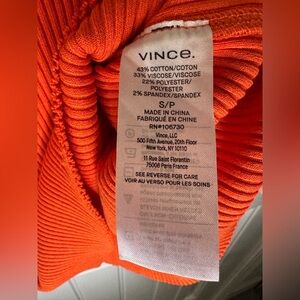 VINCE.
43% COTTON/COTON
33% VISCOSE/VISCOSE
22% POLYESTER/
POLYESTER
2% SPANDEX/SPANDEX
S/P
MADE IN CHINA
FABRIQUÉ EN CHINE
RN#106730
Vince, LLC
500 Fifth Avenue, 20th Floor
New York, NY 10110
11 Rue Saint Florentin
75008 Paris France
SEE REVERSE FOR CARE
VOIR AU VERSO POUR LES SOINS